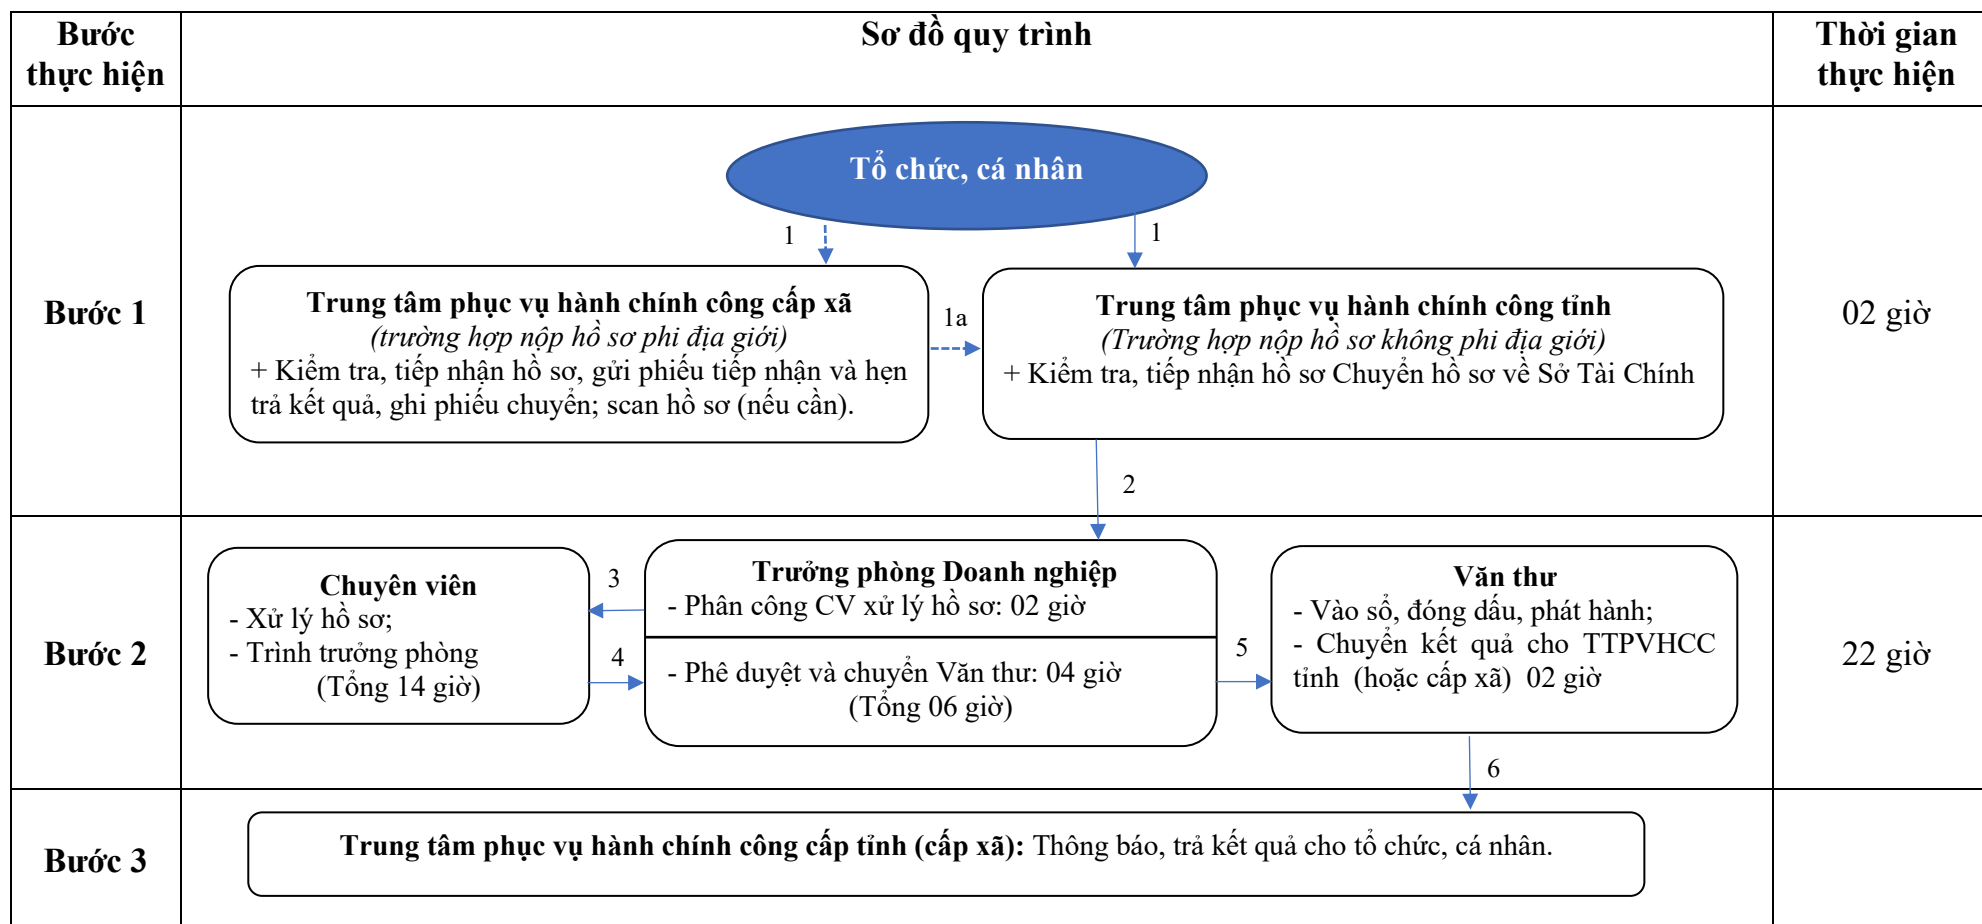 Bước
thực hiện
Sơ đồ quy trình
Thời gian
thực hiện
Bước 1
Tổ chức, cá nhân
1
1
Trung tâm phục vụ hành chính công cấp xã
(trường hợp nộp hồ sơ phi địa giới)
+ Kiểm tra, tiếp nhận hồ sơ, gửi phiếu tiếp nhận và hẹn
trả kết quả, ghi phiếu chuyển; scan hồ sơ (nếu cần).
1a
Trung tâm phục vụ hành chính công tỉnh
(Trường hợp nộp hồ sơ không phi địa giới)
+ Kiểm tra, tiếp nhận hồ sơ Chuyển hồ sơ về Sở Tài Chính
02 giờ
2
Bước 2
Chuyên viên
- Xử lý hồ sơ;
- Trình trưởng phòng
(Tổng 14 giờ)
3
4
Trưởng phòng Doanh nghiệp
- Phân công CV xử lý hồ sơ: 02 giờ
- Phê duyệt và chuyển Văn thư: 04 giờ
(Tổng 06 giờ)
5
Văn thư
- Vào sổ, đóng dấu, phát hành;
- Chuyển kết quả cho TTPVHCC
tỉnh (hoặc cấp xã) 02 giờ
22 giờ
6
Bước 3
Trung tâm phục vụ hành chính công cấp tỉnh (cấp xã): Thông báo, trả kết quả cho tổ chức, cá nhân.